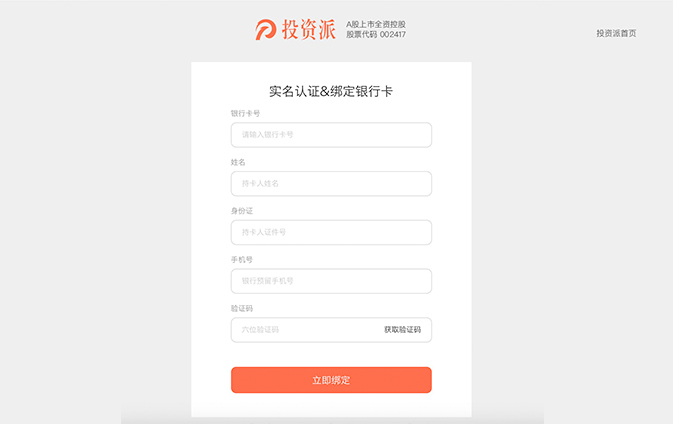 投资派
A股上市全资控股
股票代码 002417
投资派首页
实名认证&绑定银行卡
银行卡号
请输入银行卡号
姓名
持卡人姓名
身份证
持卡人证件号
手机号
银行预留手机号
验证码
六位验证码 获取验证码
立即绑定